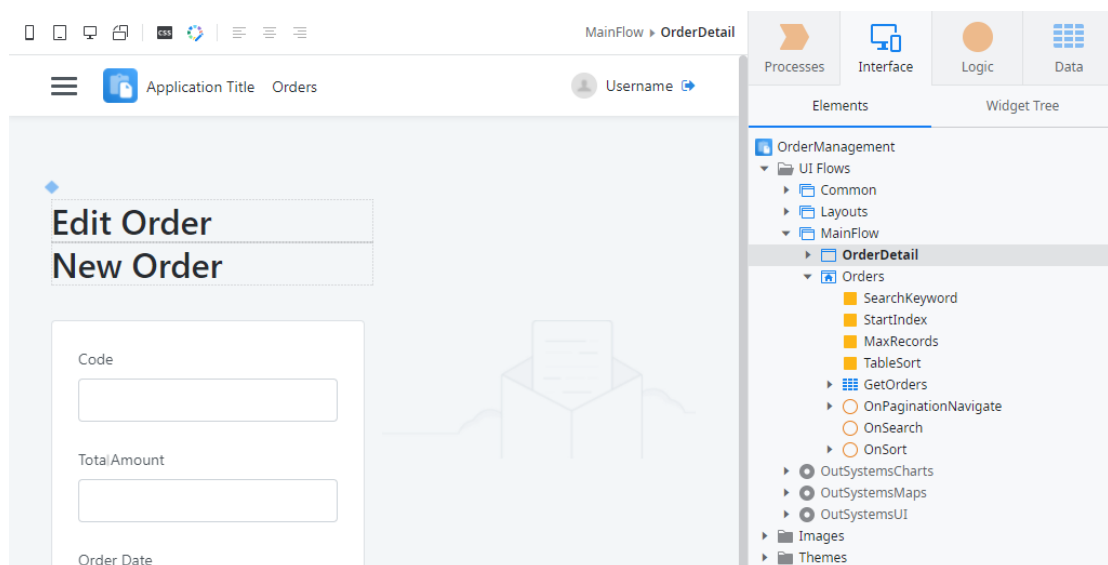 css
MainFlow ▸ OrderDetail
Processes
Interface
Logic
Data
Application Title
Orders
Username
Elements
Widget Tree
Edit Order
New Order
Code
Total Amount
Order Date
OrderManagement
UI Flows
Common
Layouts
MainFlow
OrderDetail
Orders
SearchKeyword
StartIndex
MaxRecords
TableSort
GetOrders
OnPaginationNavigate
OnSearch
OnSort
OutSystemsCharts
OutSystemsMaps
OutSystemsUI
Images
Themes